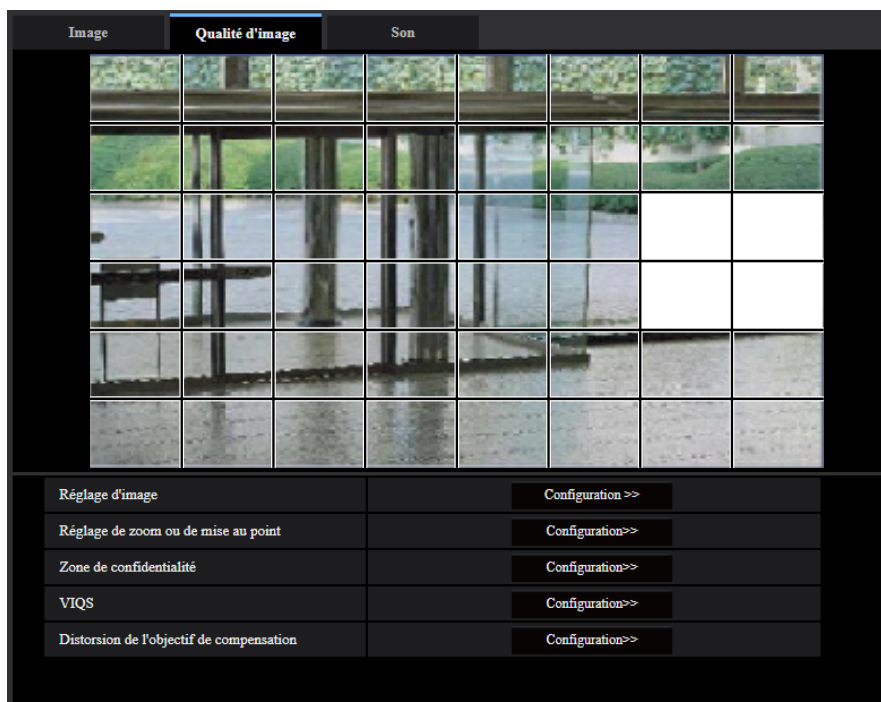 Image Qualité d'image Son
Réglage d'image Configuration >>
Réglage de zoom ou de mise au point Configuration>>
Zone de confidentialité Configuration>>
VIQS Configuration>>
Distorsion de l'objectif de compensation Configuration>>